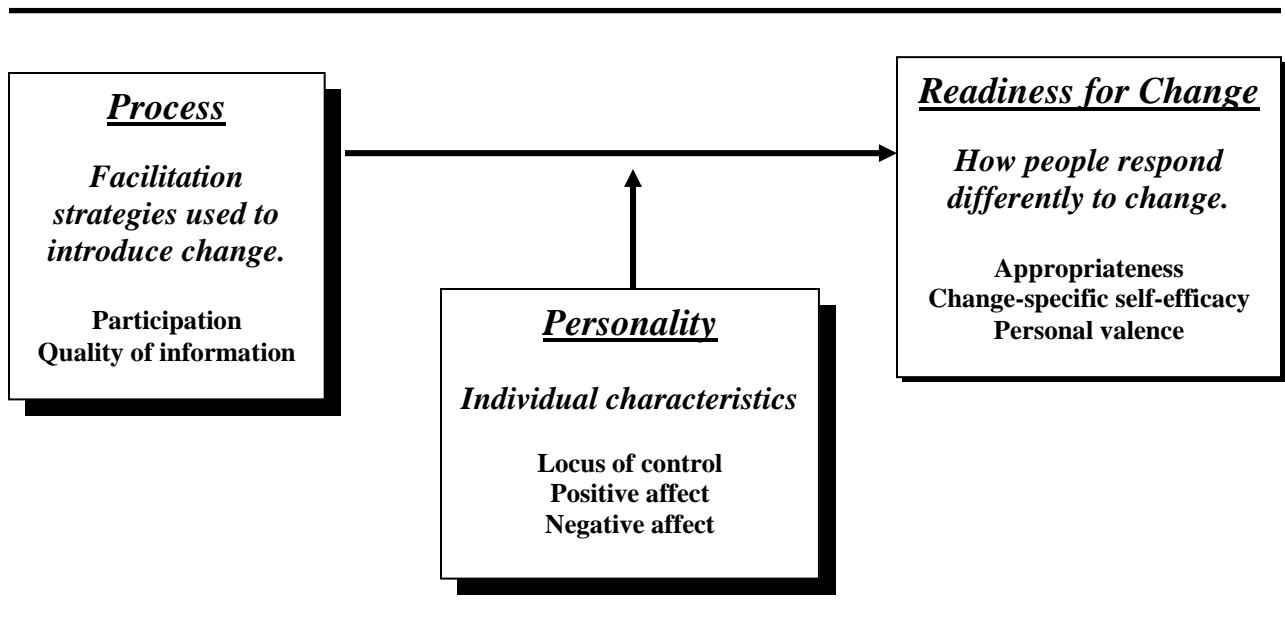 Process
Facilitation
strategies used to
introduce change.
Participation
Quality of information
Personality
Individual characteristics
Locus of control
Positive affect
Negative affect
Readiness for Change
How people respond
differently to change.
Appropriateness
Change-specific self-efficacy
Personal valence